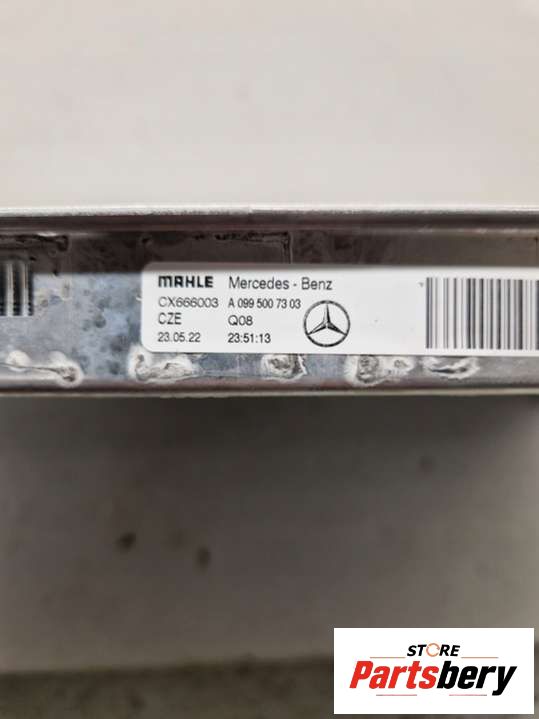 MAHLE Mercedes - Benz
CX666003 A 099 500 73 03
CZE Q08
23.05.22 23:51:13
STORE
Partsbery